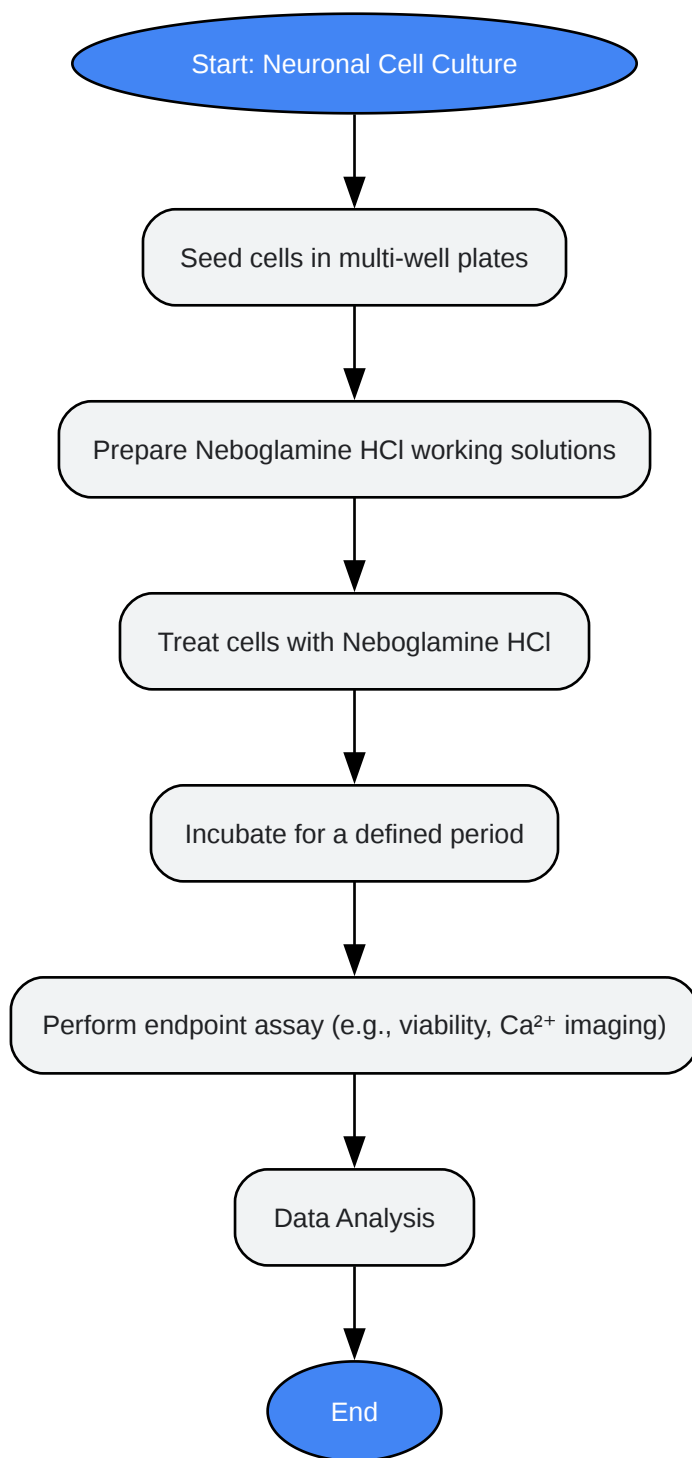 Start: Neuronal Cell Culture
Seed cells in multi-well plates
Prepare Neboglamine HCl working solutions
Treat cells with Neboglamine HCl
Incubate for a defined period
Perform endpoint assay (e.g., viability, Ca²⁺ imaging)
Data Analysis
End